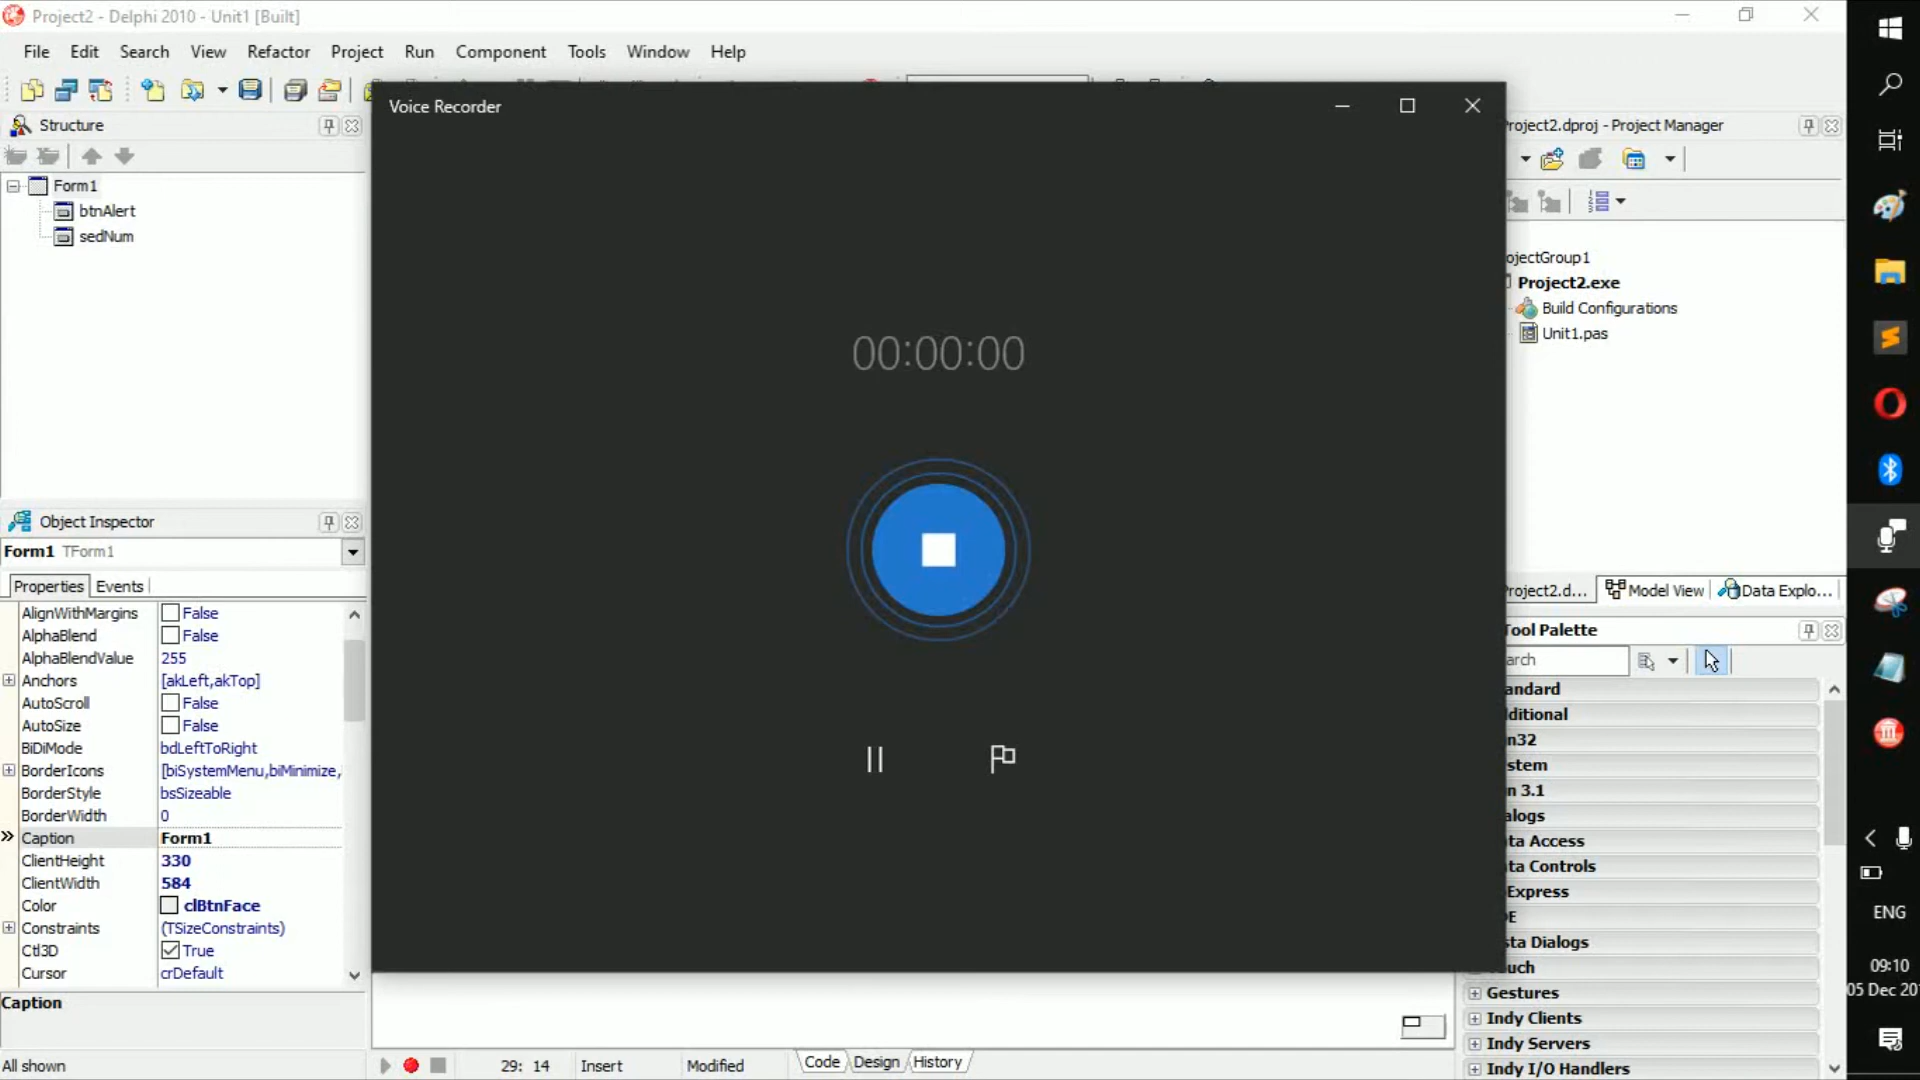 Project2 - Delphi 2010 - Unit1 [Built]
File Edit Search View Refactor Project Run Component Tools Window Help
Structure
Form1
btnAlert
sedNum
Voice Recorder
00:00:00
Project2.dproj - Project Manager
ojectGroup1
Project2.exe
Build Configurations
Unit1.pas
Project2.d... Model View Data Explo...
Object Inspector
Form1 TForm1
Properties Events
AlignWithMargins False
AlphaBlend False
AlphaBlendValue 255
Anchors [akLeft,akTop]
AutoScroll False
AutoSize False
BiDiMode bdLeftToRight
BorderIcons [biSystemMenu,biMinimize,
BorderStyle bsSizeable
BorderWidth 0
Caption Form1
ClientHeight 330
ClientWidth 584
Color clBtnFace
Constraints (TSizeConstraints)
Ctl3D True
Cursor crDefault
Caption
All shown
Tool Palette
arch
andard
ditional
n32
stem
n 3.1
alogs
ta Access
ta Controls
Express
DE
sta Dialogs
ouch
Gestures
Indy Clients
Indy Servers
Indy I/O Handlers
29: 14 Insert Modified Code Design History
ENG
09:10
05 Dec 20